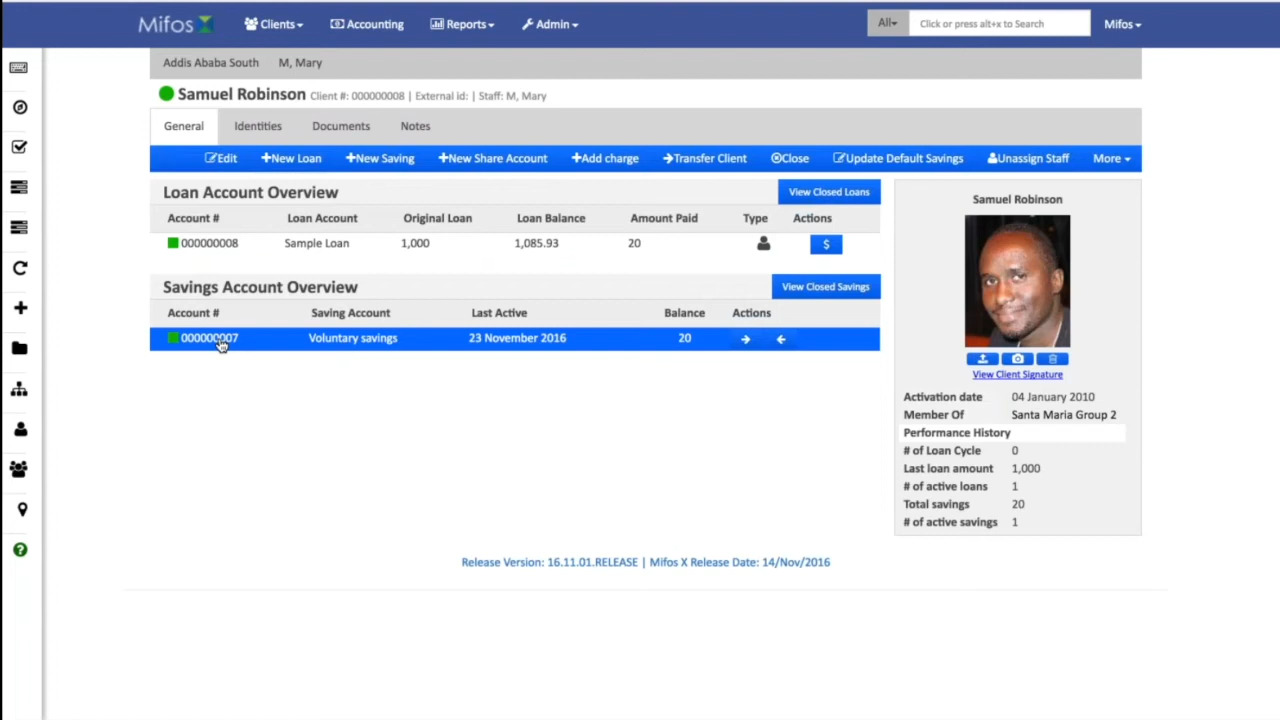 Mifos Clients Accounting Reports Admin All Click or press alt+x to Search Mifos
Addis Ababa South M, Mary
Samuel Robinson Client #: 000000008 | External id: | Staff: M, Mary
General Identities Documents Notes
Edit +New Loan +New Saving +New Share Account +Add charge Transfer Client Close Update Default Savings Unassign Staff More
Loan Account Overview View Closed Loans
Account # Loan Account Original Loan Loan Balance Amount Paid Type Actions
000000008 Sample Loan 1,000 1,085.93 20 $
Savings Account Overview View Closed Savings
Account # Saving Account Last Active Balance Actions
000000007 Voluntary savings 23 November 2016 20
Samuel Robinson
View Client Signature
Activation date 04 January 2010
Member Of Santa Maria Group 2
Performance History
# of Loan Cycle 0
Last loan amount 1,000
# of active loans 1
Total savings 20
# of active savings 1
Release Version: 16.11.01.RELEASE | Mifos X Release Date: 14/Nov/2016